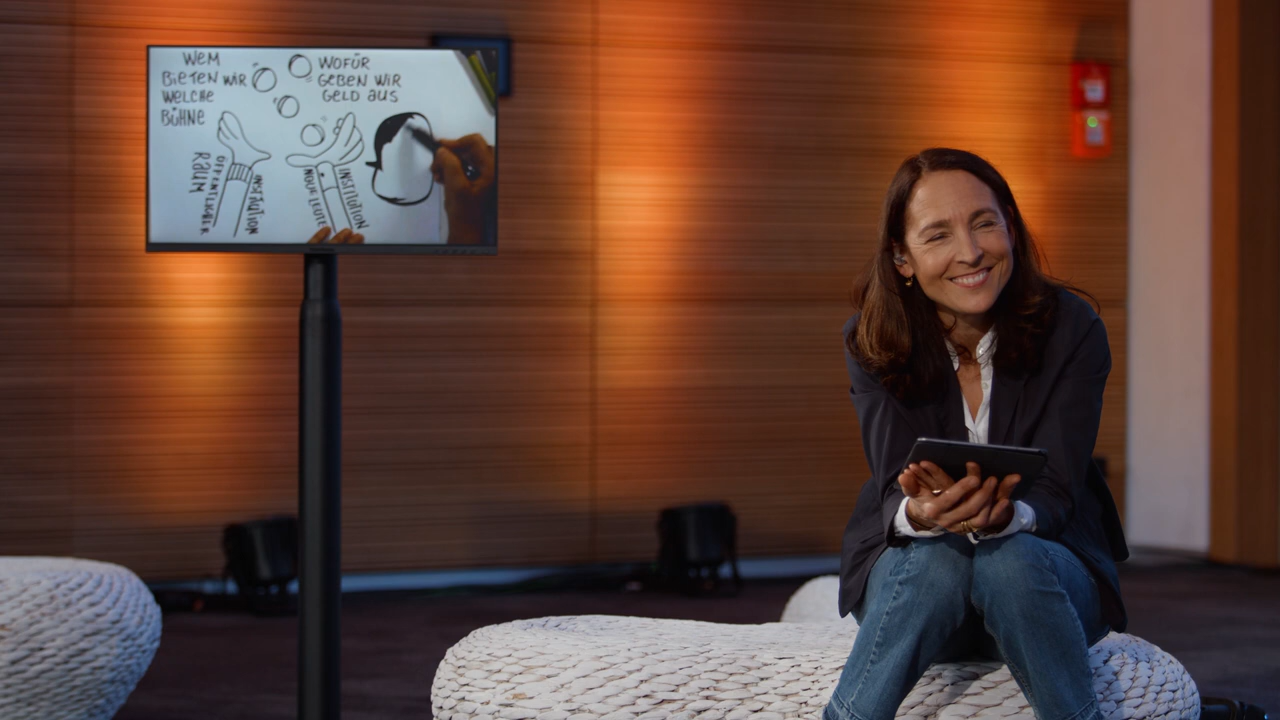 WEM
BIETEN WIR
WELCHE
BÜHNE
WOFÜR
GEBEN WIR
GELD AUS
ÖFFENTLICHER
RAUM
INSTITUTION
NEUE LEUTE
INSTITUTION